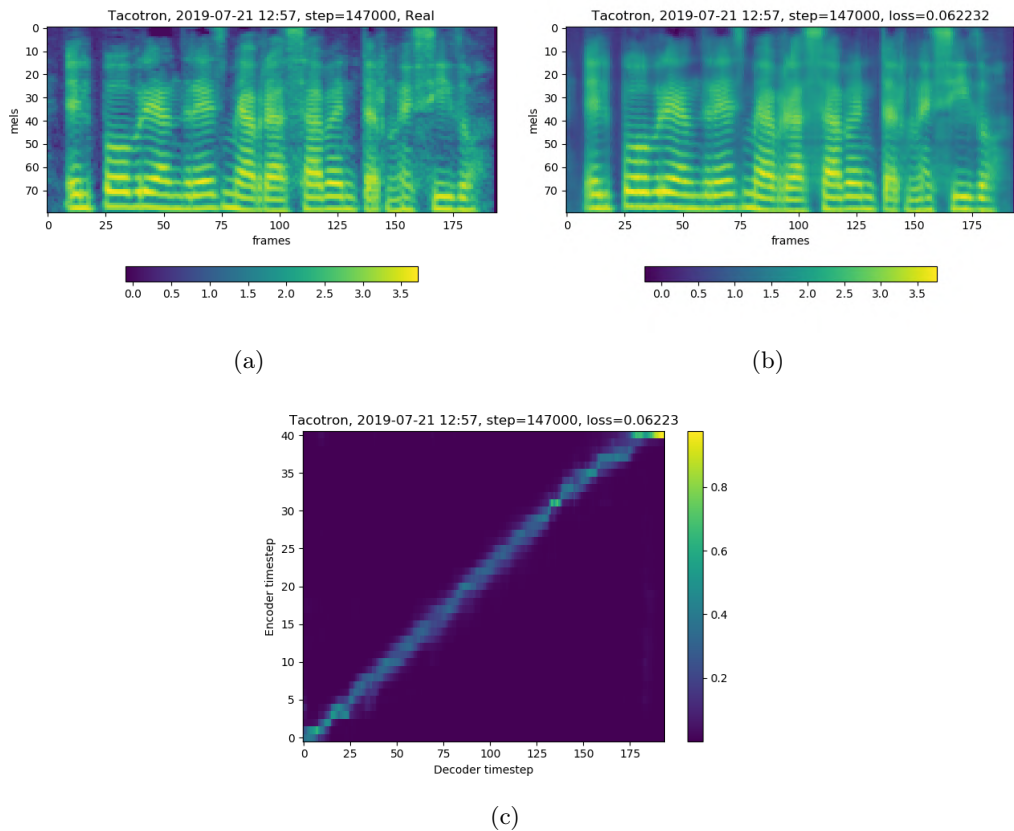 Tacotron, 2019-07-21 12:57, step=147000, Real
0
10
20
30
40
50
60
70
mels
0 25 50 75 100 125 150 175
frames
0.0 0.5 1.0 1.5 2.0 2.5 3.0 3.5
(a)
Tacotron, 2019-07-21 12:57, step=147000, loss=0.062232
0
10
20
30
40
50
60
70
mels
0 25 50 75 100 125 150 175
frames
0.0 0.5 1.0 1.5 2.0 2.5 3.0 3.5
(b)
Tacotron, 2019-07-21 12:57, step=147000, loss=0.06223
40
35
30
25
20
15
10
5
0
Encoder timestep
0 25 50 75 100 125 150 175
Decoder timestep
0.8
0.6
0.4
0.2
(c)